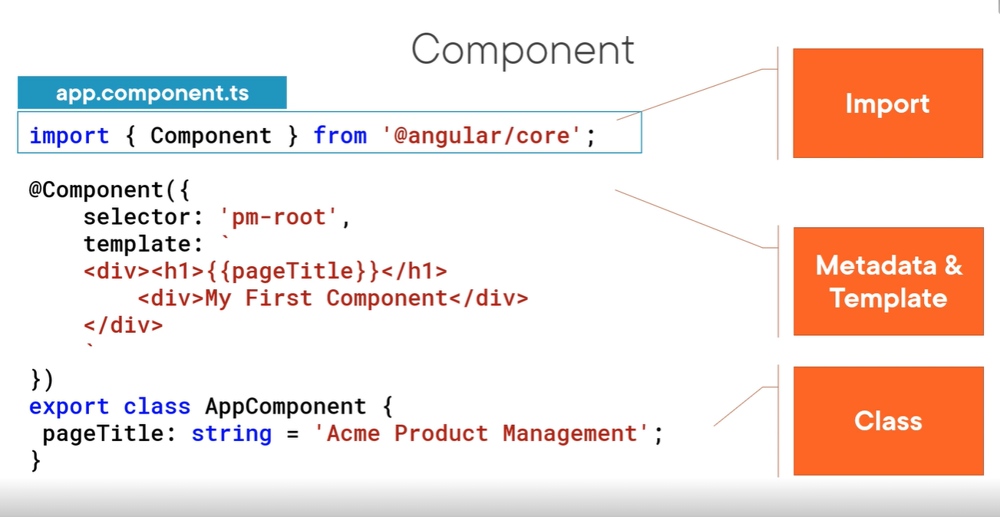 Component
app.component.ts
import { Component } from '@angular/core';
@Component({
    selector: 'pm-root',
    template: `
    <div><h1>{{pageTitle}}</h1>
        <div>My First Component</div>
    </div>
    `
})
export class AppComponent {
 pageTitle: string = 'Acme Product Management';
}
Import
Metadata &
Template
Class